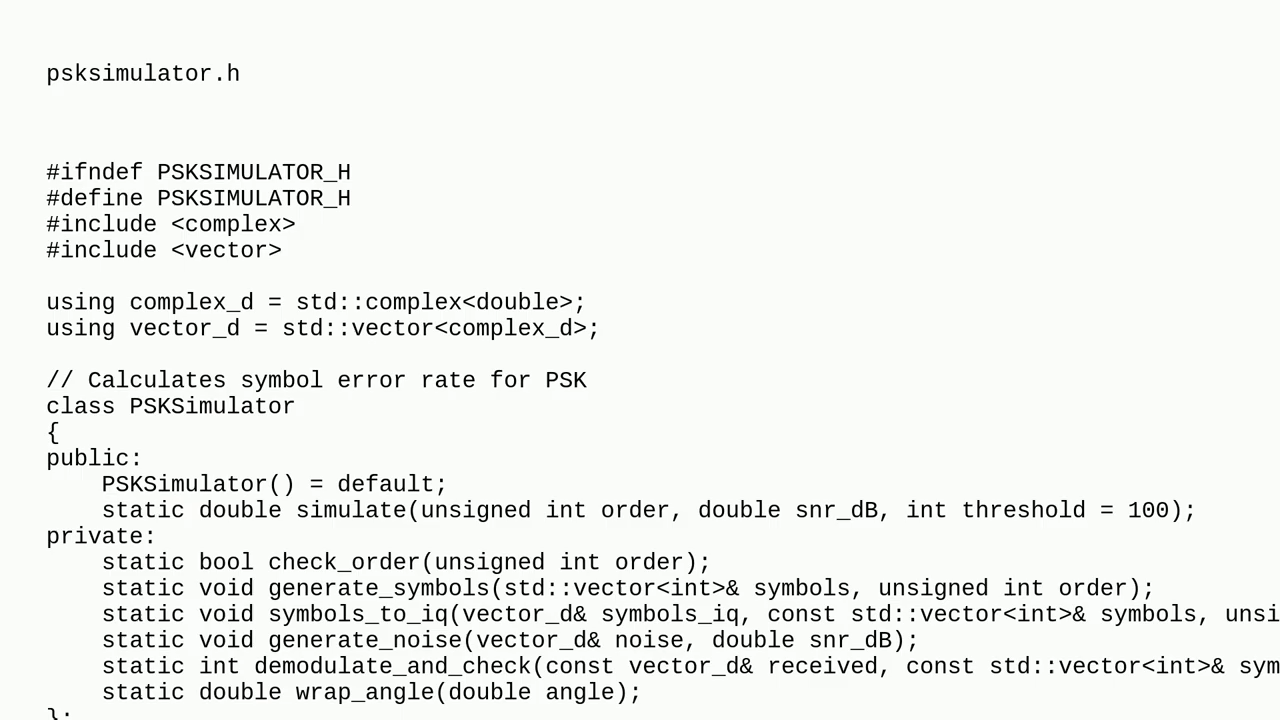 psksimulator.h
#ifndef PSKSIMULATOR_H
#define PSKSIMULATOR_H
#include <complex>
#include <vector>
using complex_d = std::complex<double>;
using vector_d = std::vector<complex_d>;
// Calculates symbol error rate for PSK
class PSKSimulator
{
public:
    PSKSimulator() = default;
    static double simulate(unsigned int order, double snr_dB, int threshold = 100);
private:
    static bool check_order(unsigned int order);
    static void generate_symbols(std::vector<int>& symbols, unsigned int order);
    static void symbols_to_iq(vector_d& symbols_iq, const std::vector<int>& symbols, unsi
    static void generate_noise(vector_d& noise, double snr_dB);
    static int demodulate_and_check(const vector_d& received, const std::vector<int>& sym
    static double wrap_angle(double angle);
};